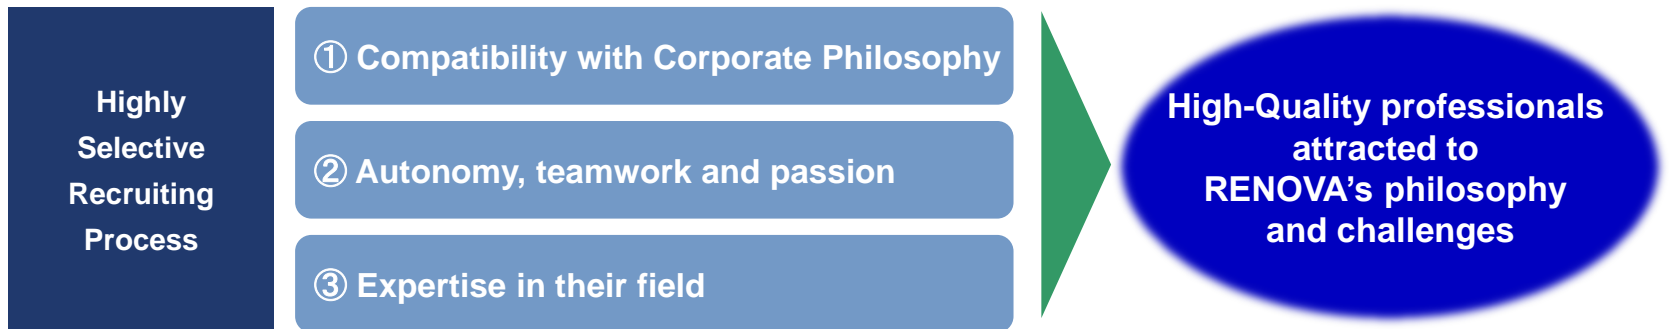 Highly
Selective
Recruiting
Process
① Compatibility with Corporate Philosophy
② Autonomy, teamwork and passion
③ Expertise in their field
High-Quality professionals
attracted to
RENOVA’s philosophy
and challenges